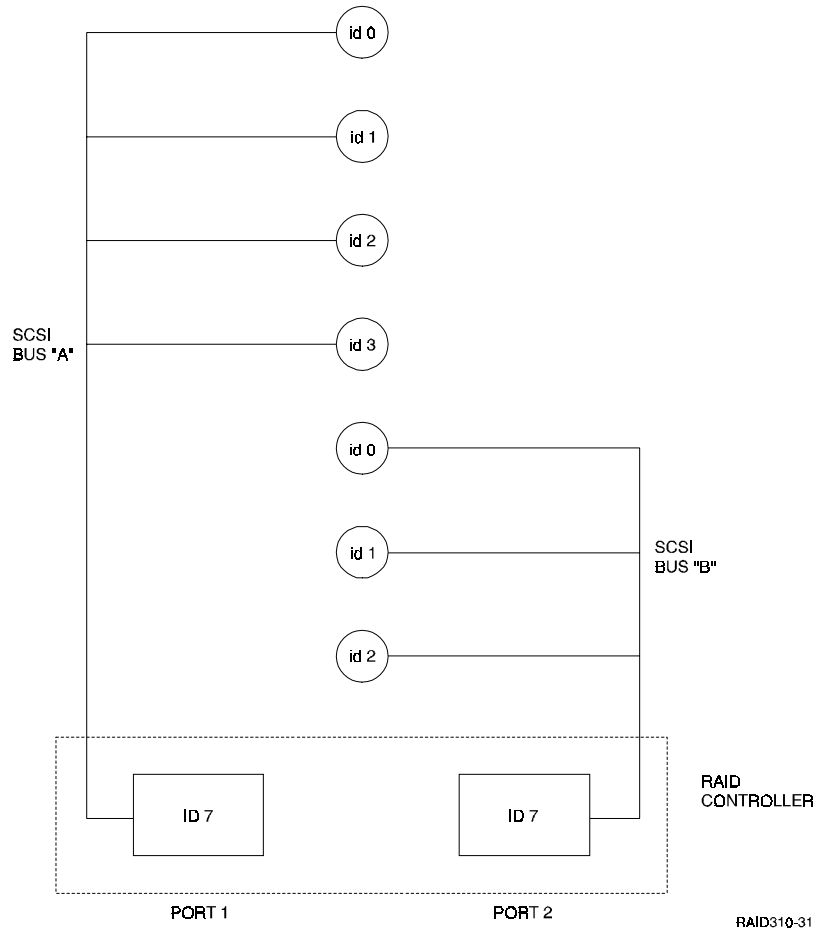 id 0
id 1
id 2
SCSI
BUS "A"
id 3
id 0
id 1
SCSI
BUS "B"
id 2
ID 7
ID 7
RAID
CONTROLLER
PORT 1
PORT 2
RAID310-31